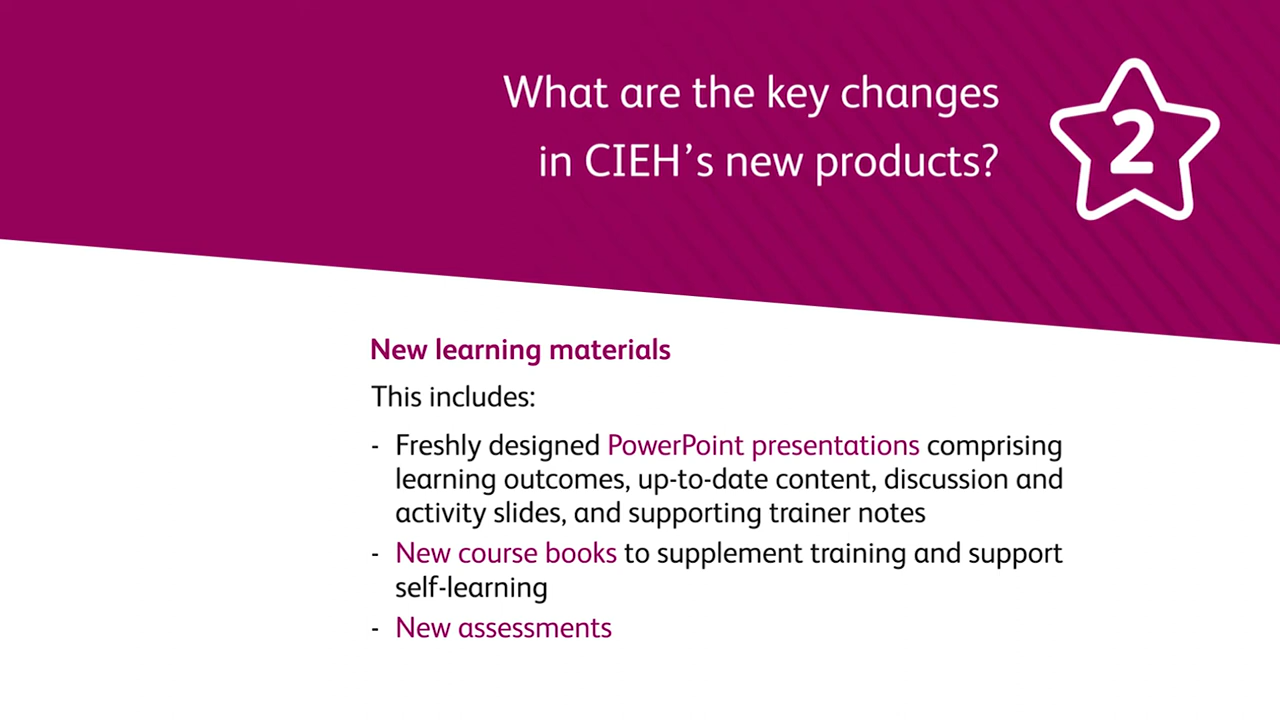 What are the key changes
in CIEH's new products?
2
New learning materials
This includes:
- Freshly designed PowerPoint presentations comprising
learning outcomes, up-to-date content, discussion and
activity slides, and supporting trainer notes
- New course books to supplement training and support
self-learning
- New assessments